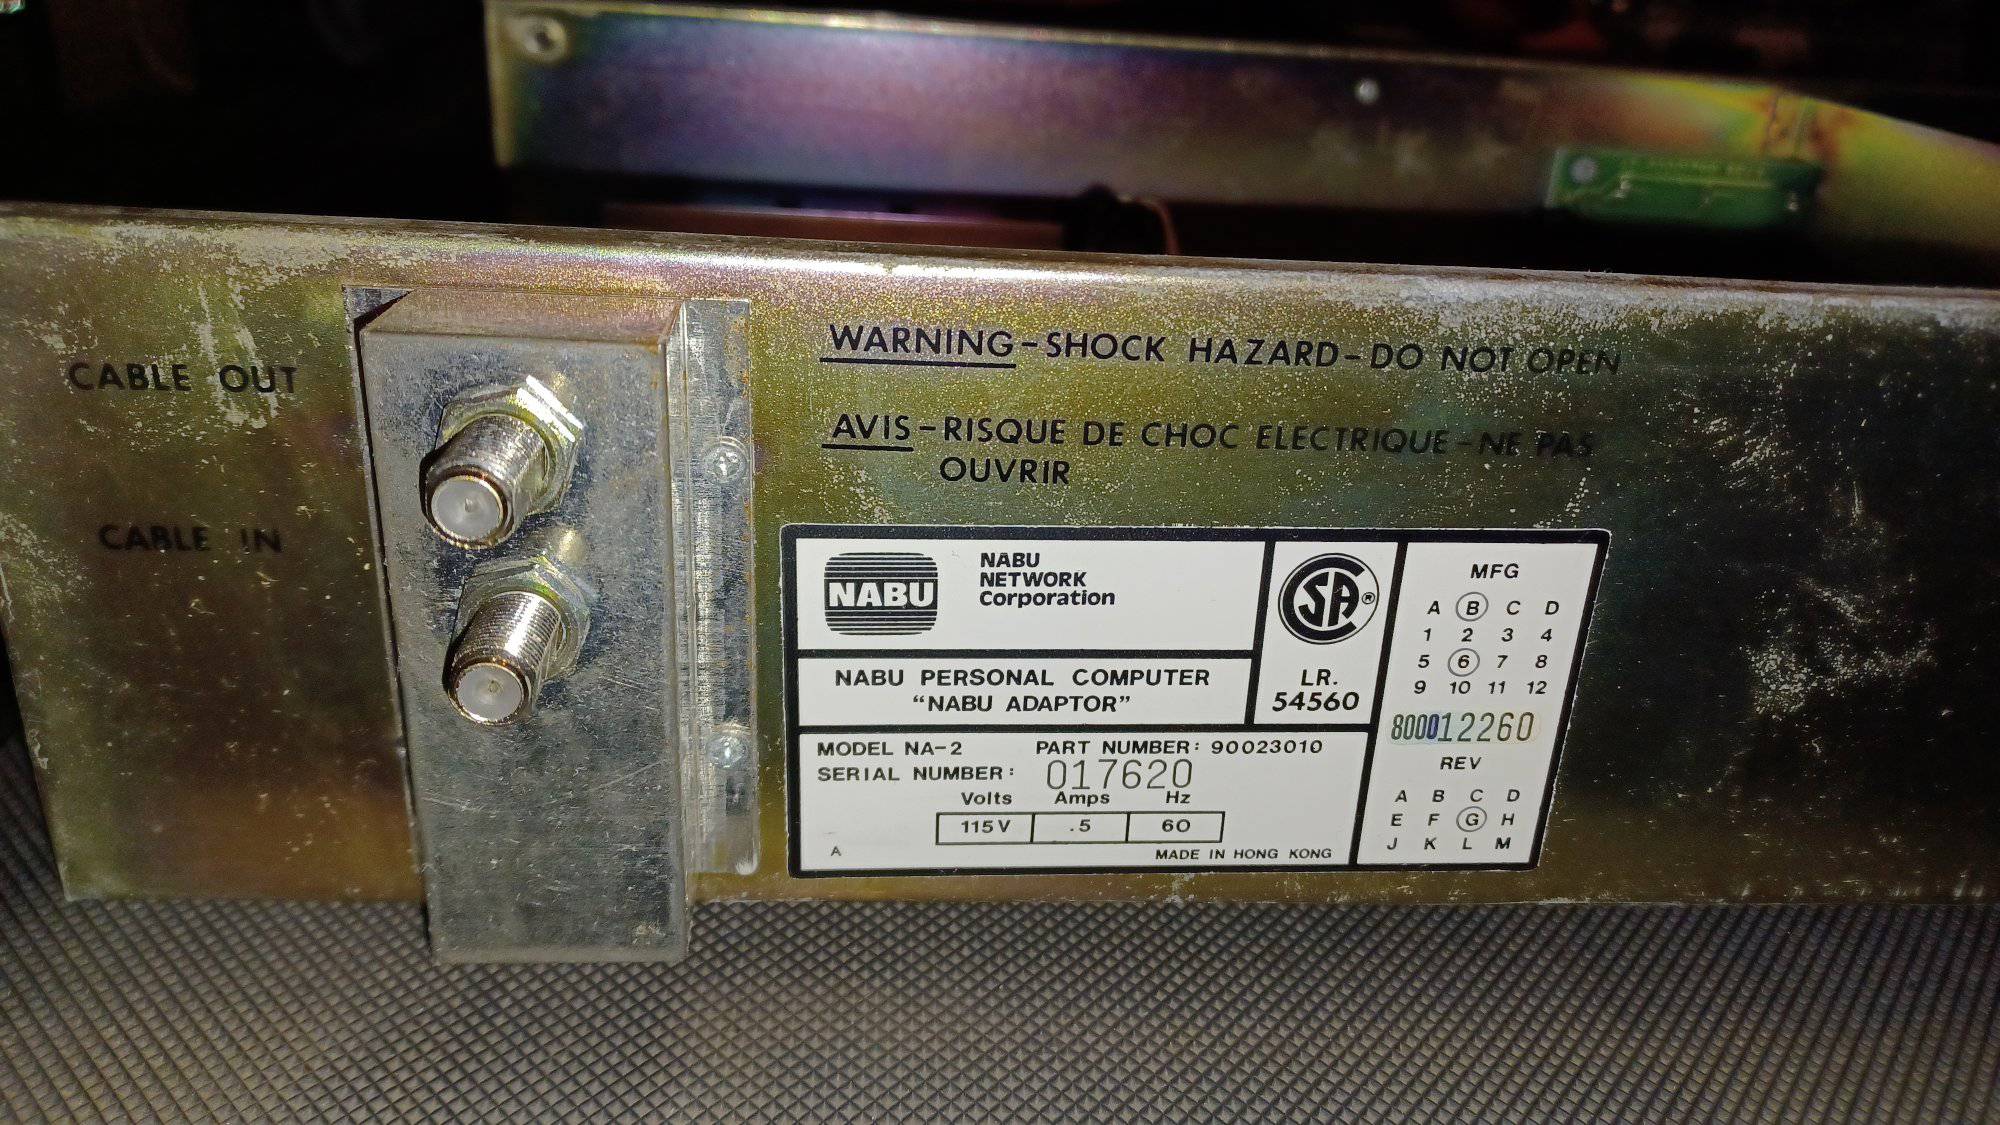 CABLE OUT
CABLE IN
WARNING-SHOCK HAZARD-DO NOT OPEN
AVIS-RISQUE DE CHOC ELECTRIQUE-NE PAS
OUVRIR
NABU
NABU
NETWORK
Corporation
NABU PERSONAL COMPUTER
"NABU ADAPTOR"
CSA®
LR.
54560
MODEL NA-2 PART NUMBER: 90023010
SERIAL NUMBER: 017620
Volts Amps Hz
115V .5 60
A MADE IN HONG KONG
MFG
A B C D
1 2 3 4
5 6 7 8
9 10 11 12
800012260
REV
A B C D
E F G H
J K L M